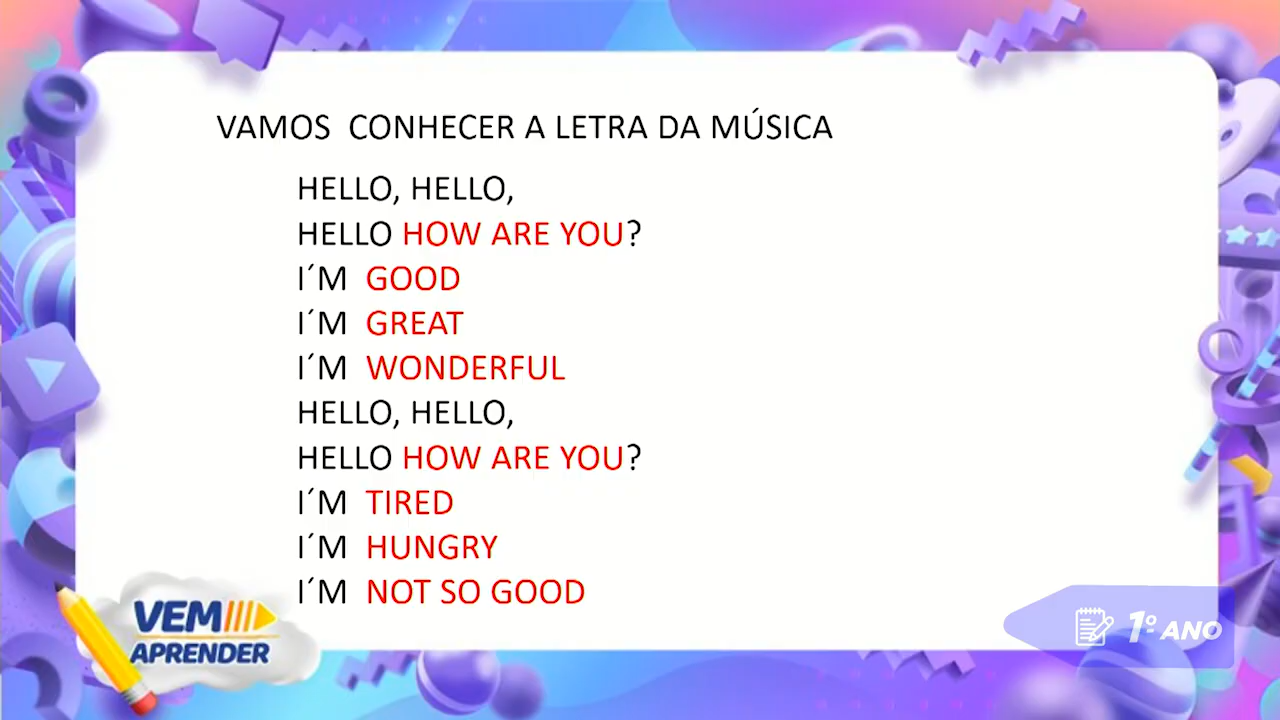 VAMOS CONHECER A LETRA DA MÚSICA
HELLO, HELLO,
HELLO HOW ARE YOU?
I´M GOOD
I´M GREAT
I´M WONDERFUL
HELLO, HELLO,
HELLO HOW ARE YOU?
I´M TIRED
I´M HUNGRY
I´M NOT SO GOOD
VEM
APRENDER
1º ANO